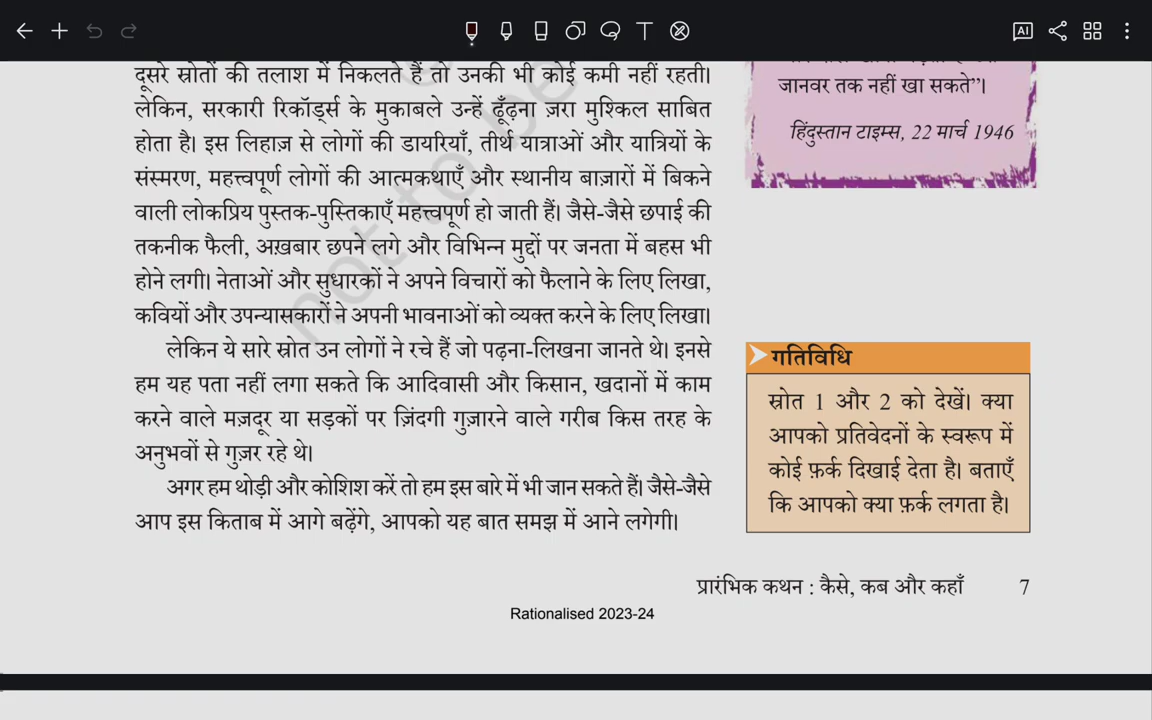 दूसरे स्रोतों की तलाश में निकलते हैं तो उनकी भी कोई कमी नहीं रहती।
लेकिन, सरकारी रिकॉर्ड्स के मुकाबले उन्हें ढूँढ़ना ज़रा मुश्किल साबित
होता है। इस लिहाज़ से लोगों की डायरियाँ, तीर्थ यात्राओं और यात्रियों के
संस्मरण, महत्त्वपूर्ण लोगों की आत्मकथाएँ और स्थानीय बाज़ारों में बिकने
वाली लोकप्रिय पुस्तक-पुस्तिकाएँ महत्त्वपूर्ण हो जाती हैं। जैसे-जैसे छपाई की
तकनीक फैली, अख़बार छपने लगे और विभिन्न मुद्दों पर जनता में बहस भी
होने लगी। नेताओं और सुधारकों ने अपने विचारों को फैलाने के लिए लिखा,
कवियों और उपन्यासकारों ने अपनी भावनाओं को व्यक्त करने के लिए लिखा।
लेकिन ये सारे स्रोत उन लोगों ने रचे हैं जो पढ़ना-लिखना जानते थे। इनसे
हम यह पता नहीं लगा सकते कि आदिवासी और किसान, खदानों में काम
करने वाले मज़दूर या सड़कों पर ज़िंदगी गुज़ारने वाले गरीब किस तरह के
अनुभवों से गुज़र रहे थे।
अगर हम थोड़ी और कोशिश करें तो हम इस बारे में भी जान सकते हैं। जैसे-जैसे
आप इस किताब में आगे बढ़ेंगे, आपको यह बात समझ में आने लगेगी।
जानवर तक नहीं खा सकते”।
हिंदुस्तान टाइम्स, 22 मार्च 1946
गतिविधि
स्रोत 1 और 2 को देखें। क्या
आपको प्रतिवेदनों के स्वरूप में
कोई फ़र्क दिखाई देता है। बताएँ
कि आपको क्या फ़र्क लगता है।
प्रारंभिक कथन : कैसे, कब और कहाँ 7
Rationalised 2023-24
not to be
AI
T